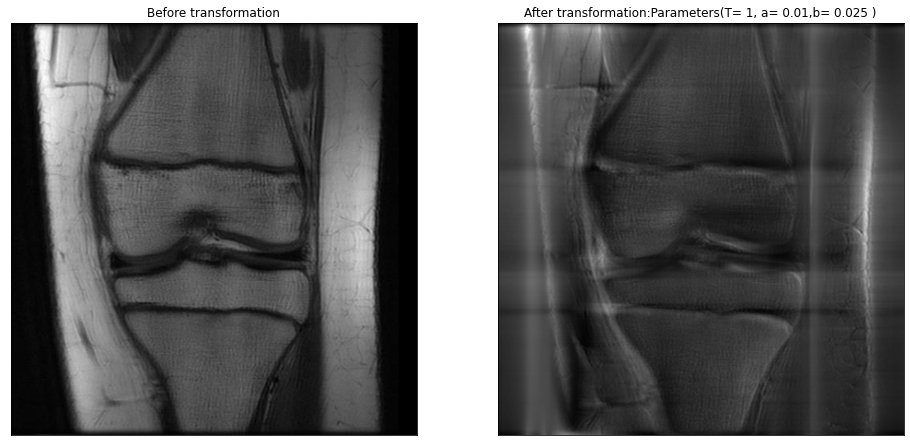 Before transformation
After transformation:Parameters(T= 1, a= 0.01,b= 0.025 )